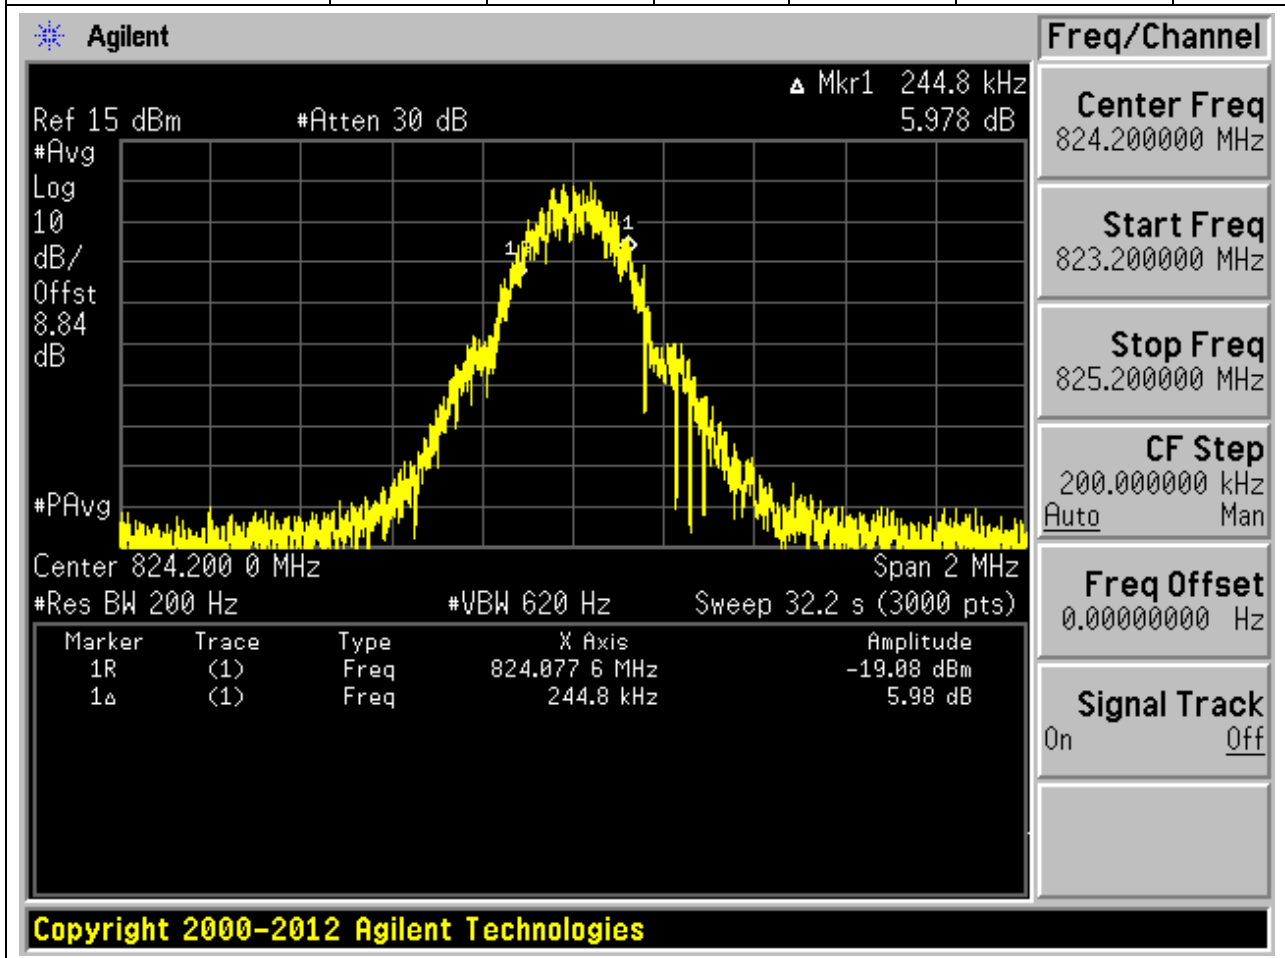 Agilent
Freq/Channel
Δ Mkr1 244.8 kHz
Ref 15 dBm #Atten 30 dB 5.978 dB
#Avg
Log
10
dB/
Offst
8.84
dB
1R
1
#PAvg
Center 824.200 0 MHz Span 2 MHz
#Res BW 200 Hz #VBW 620 Hz Sweep 32.2 s (3000 pts)
Marker Trace Type X Axis Amplitude
1R (1) Freq 824.077 6 MHz -19.08 dBm
1Δ (1) Freq 244.8 kHz 5.98 dB
Center Freq
824.200000 MHz
Start Freq
823.200000 MHz
Stop Freq
825.200000 MHz
CF Step
200.000000 kHz
Auto Man
Freq Offset
0.00000000 Hz
Signal Track
On Off
Copyright 2000-2012 Agilent Technologies